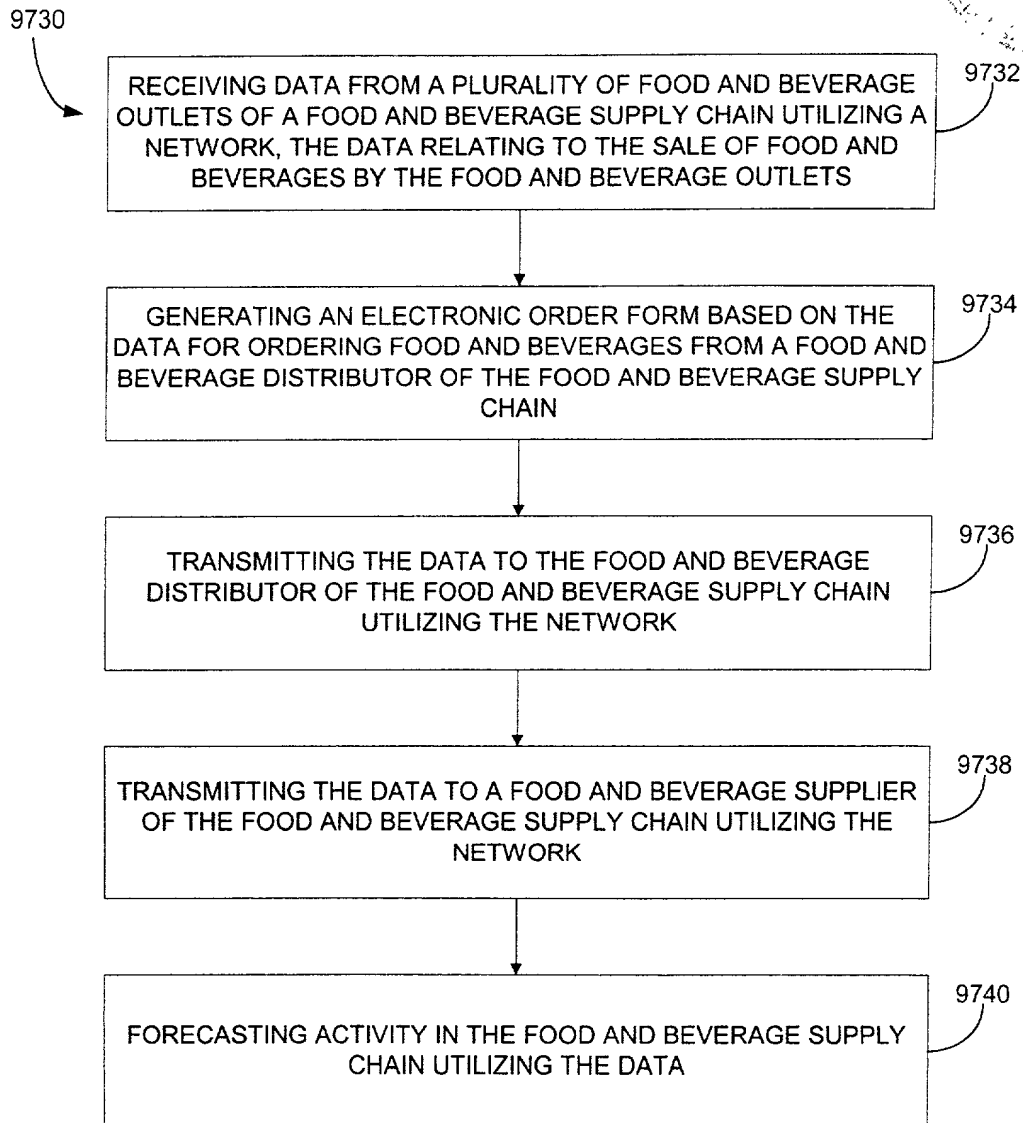 9730
RECEIVING DATA FROM A PLURALITY OF FOOD AND BEVERAGE
OUTLETS OF A FOOD AND BEVERAGE SUPPLY CHAIN UTILIZING A
NETWORK, THE DATA RELATING TO THE SALE OF FOOD AND
BEVERAGES BY THE FOOD AND BEVERAGE OUTLETS
9732
GENERATING AN ELECTRONIC ORDER FORM BASED ON THE
DATA FOR ORDERING FOOD AND BEVERAGES FROM A FOOD AND
BEVERAGE DISTRIBUTOR OF THE FOOD AND BEVERAGE SUPPLY
CHAIN
9734
TRANSMITTING THE DATA TO THE FOOD AND BEVERAGE
DISTRIBUTOR OF THE FOOD AND BEVERAGE SUPPLY CHAIN
UTILIZING THE NETWORK
9736
TRANSMITTING THE DATA TO A FOOD AND BEVERAGE SUPPLIER
OF THE FOOD AND BEVERAGE SUPPLY CHAIN UTILIZING THE
NETWORK
9738
FORECASTING ACTIVITY IN THE FOOD AND BEVERAGE SUPPLY
CHAIN UTILIZING THE DATA
9740